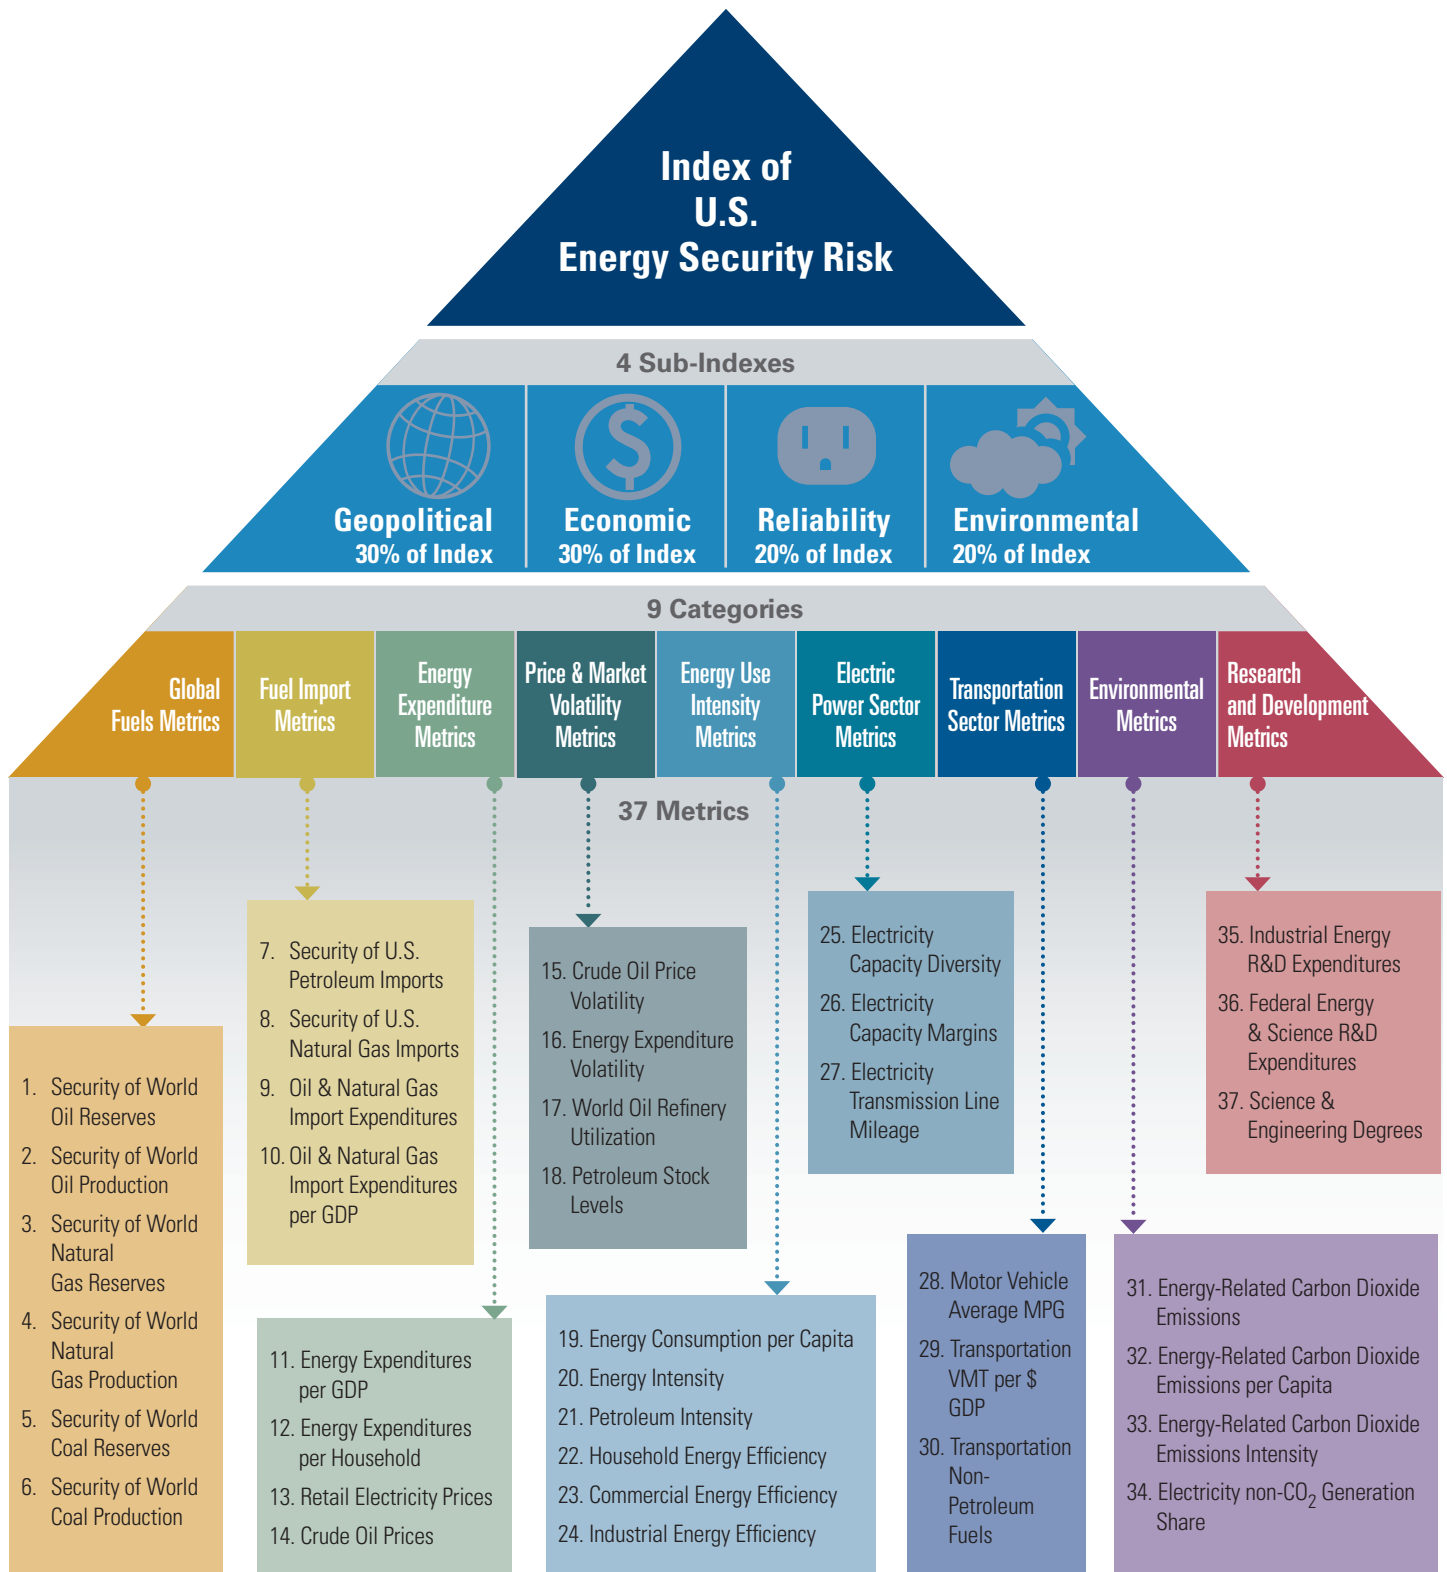 Index of
U.S.
Energy Security Risk
4 Sub-Indexes
Geopolitical
30% of Index
Economic
30% of Index
Reliability
20% of Index
Environmental
20% of Index
9 Categories
Global
Fuels Metrics
Fuel Import
Metrics
Energy
Expenditure
Metrics
Price & Market
Volatility
Metrics
Energy Use
Intensity
Metrics
Electric
Power Sector
Metrics
Transportation
Sector Metrics
Environmental
Metrics
Research
and Development
Metrics
37 Metrics
1. Security of World
Oil Reserves
2. Security of World
Oil Production
3. Security of World
Natural
Gas Reserves
4. Security of World
Natural
Gas Production
5. Security of World
Coal Reserves
6. Security of World
Coal Production
7. Security of U.S.
Petroleum Imports
8. Security of U.S.
Natural Gas Imports
9. Oil & Natural Gas
Import Expenditures
10. Oil & Natural Gas
Import Expenditures
per GDP
11. Energy Expenditures
per GDP
12. Energy Expenditures
per Household
13. Retail Electricity Prices
14. Crude Oil Prices
15. Crude Oil Price
Volatility
16. Energy Expenditure
Volatility
17. World Oil Refinery
Utilization
18. Petroleum Stock
Levels
19. Energy Consumption per Capita
20. Energy Intensity
21. Petroleum Intensity
22. Household Energy Efficiency
23. Commercial Energy Efficiency
24. Industrial Energy Efficiency
25. Electricity
Capacity Diversity
26. Electricity
Capacity Margins
27. Electricity
Transmission Line
Mileage
28. Motor Vehicle
Average MPG
29. Transportation
VMT per $
GDP
30. Transportation
Non-
Petroleum
Fuels
31. Energy-Related Carbon Dioxide
Emissions
32. Energy-Related Carbon Dioxide
Emissions per Capita
33. Energy-Related Carbon Dioxide
Emissions Intensity
34. Electricity non-CO₂ Generation
Share
35. Industrial Energy
R&D Expenditures
36. Federal Energy
& Science R&D
Expenditures
37. Science &
Engineering Degrees